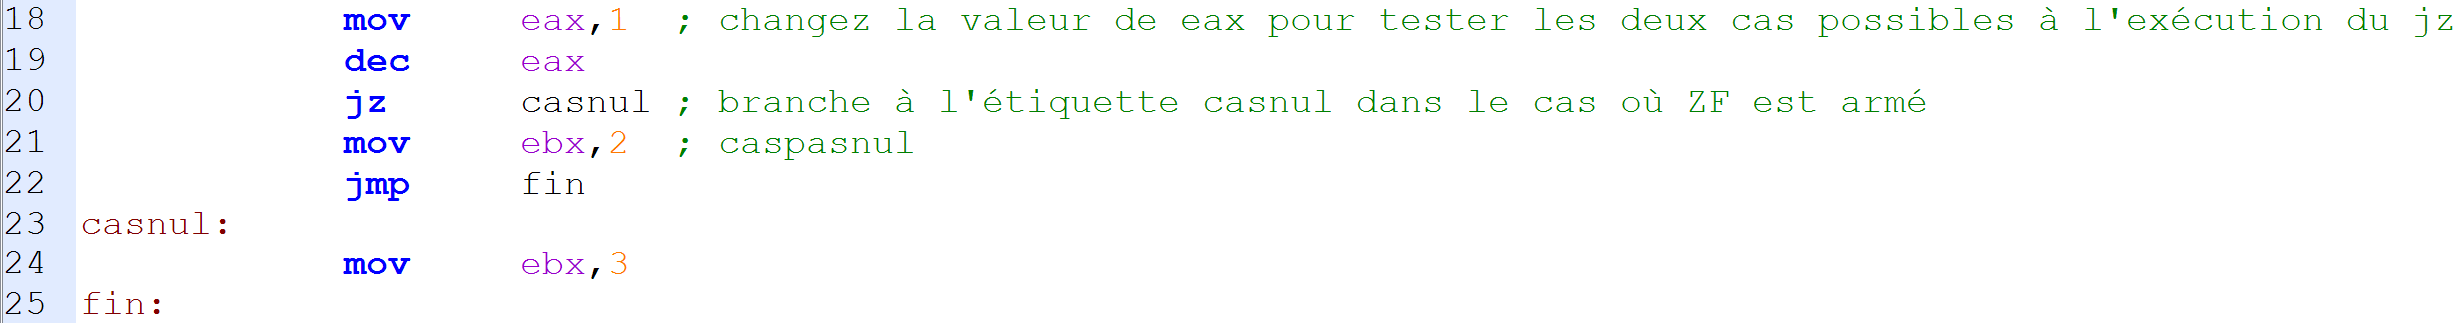 18 mov eax,1 ; changez la valeur de eax pour tester les deux cas possibles à l'exécution du jz
19 dec eax
20 jz casnul ; branche à l'étiquette casnul dans le cas où ZF est armé
21 mov ebx,2 ; caspasnul
22 jmp fin
23 casnul:
24 mov ebx,3
25 fin: